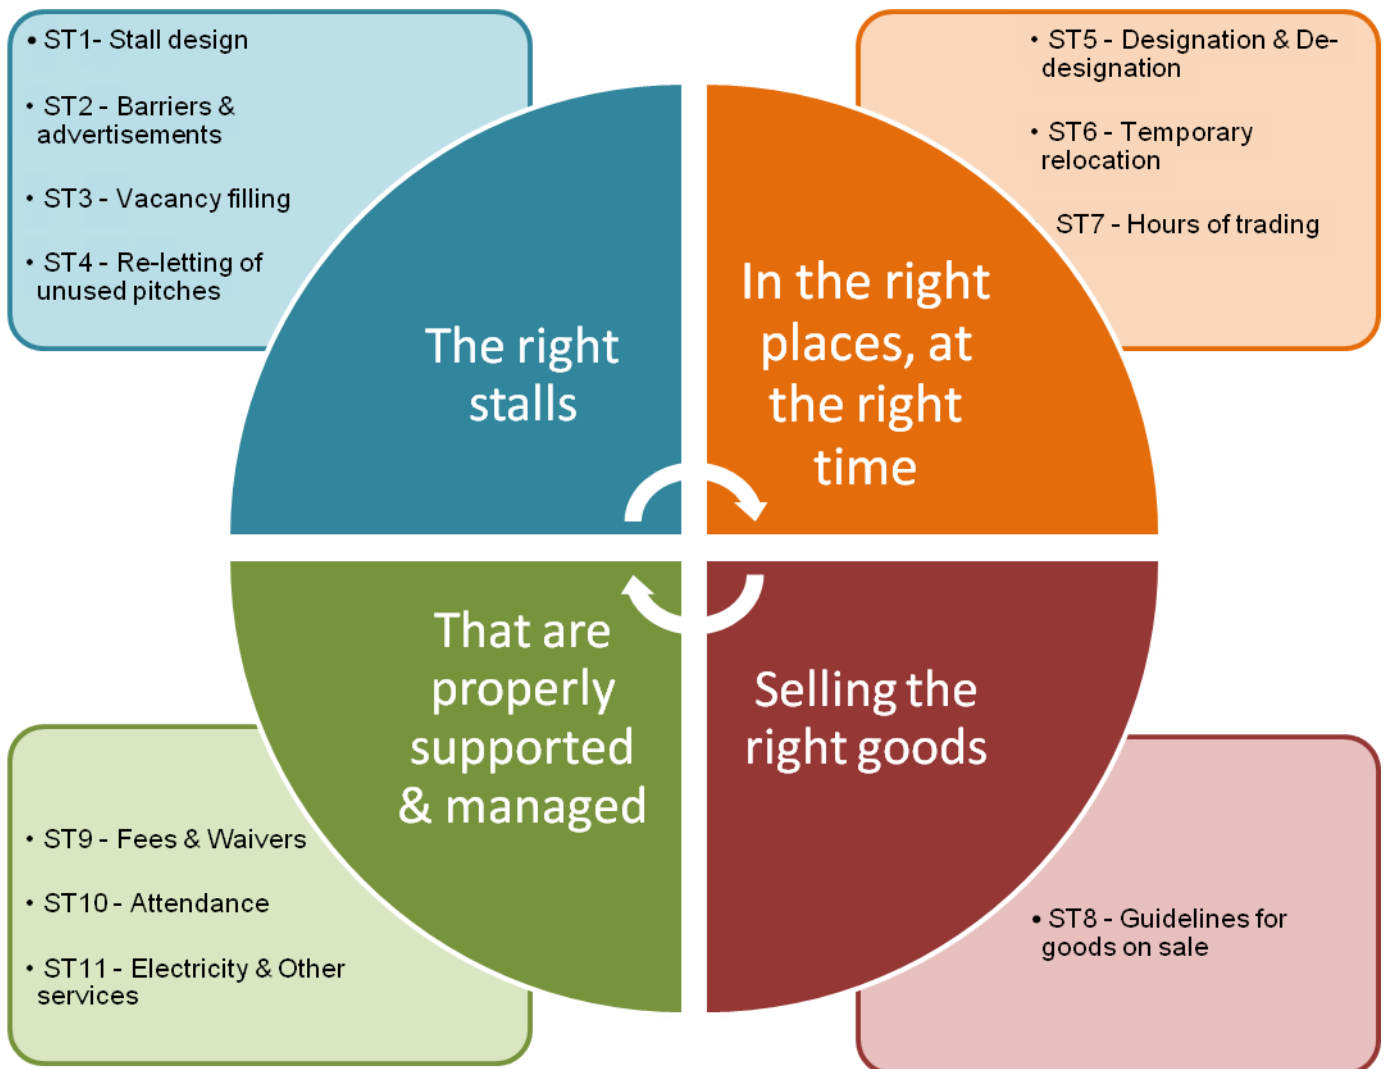 • ST1- Stall design
• ST2 - Barriers &
advertisements
• ST3 - Vacancy filling
• ST4 - Re-letting of
unused pitches
The right
stalls
• ST5 - Designation & De-
designation
• ST6 - Temporary
relocation
ST7 - Hours of trading
In the right
places, at
the right
time
Selling the
right goods
• ST8 - Guidelines for
goods on sale
That are
properly
supported
& managed
• ST9 - Fees & Waivers
• ST10 - Attendance
• ST11 - Electricity & Other
services